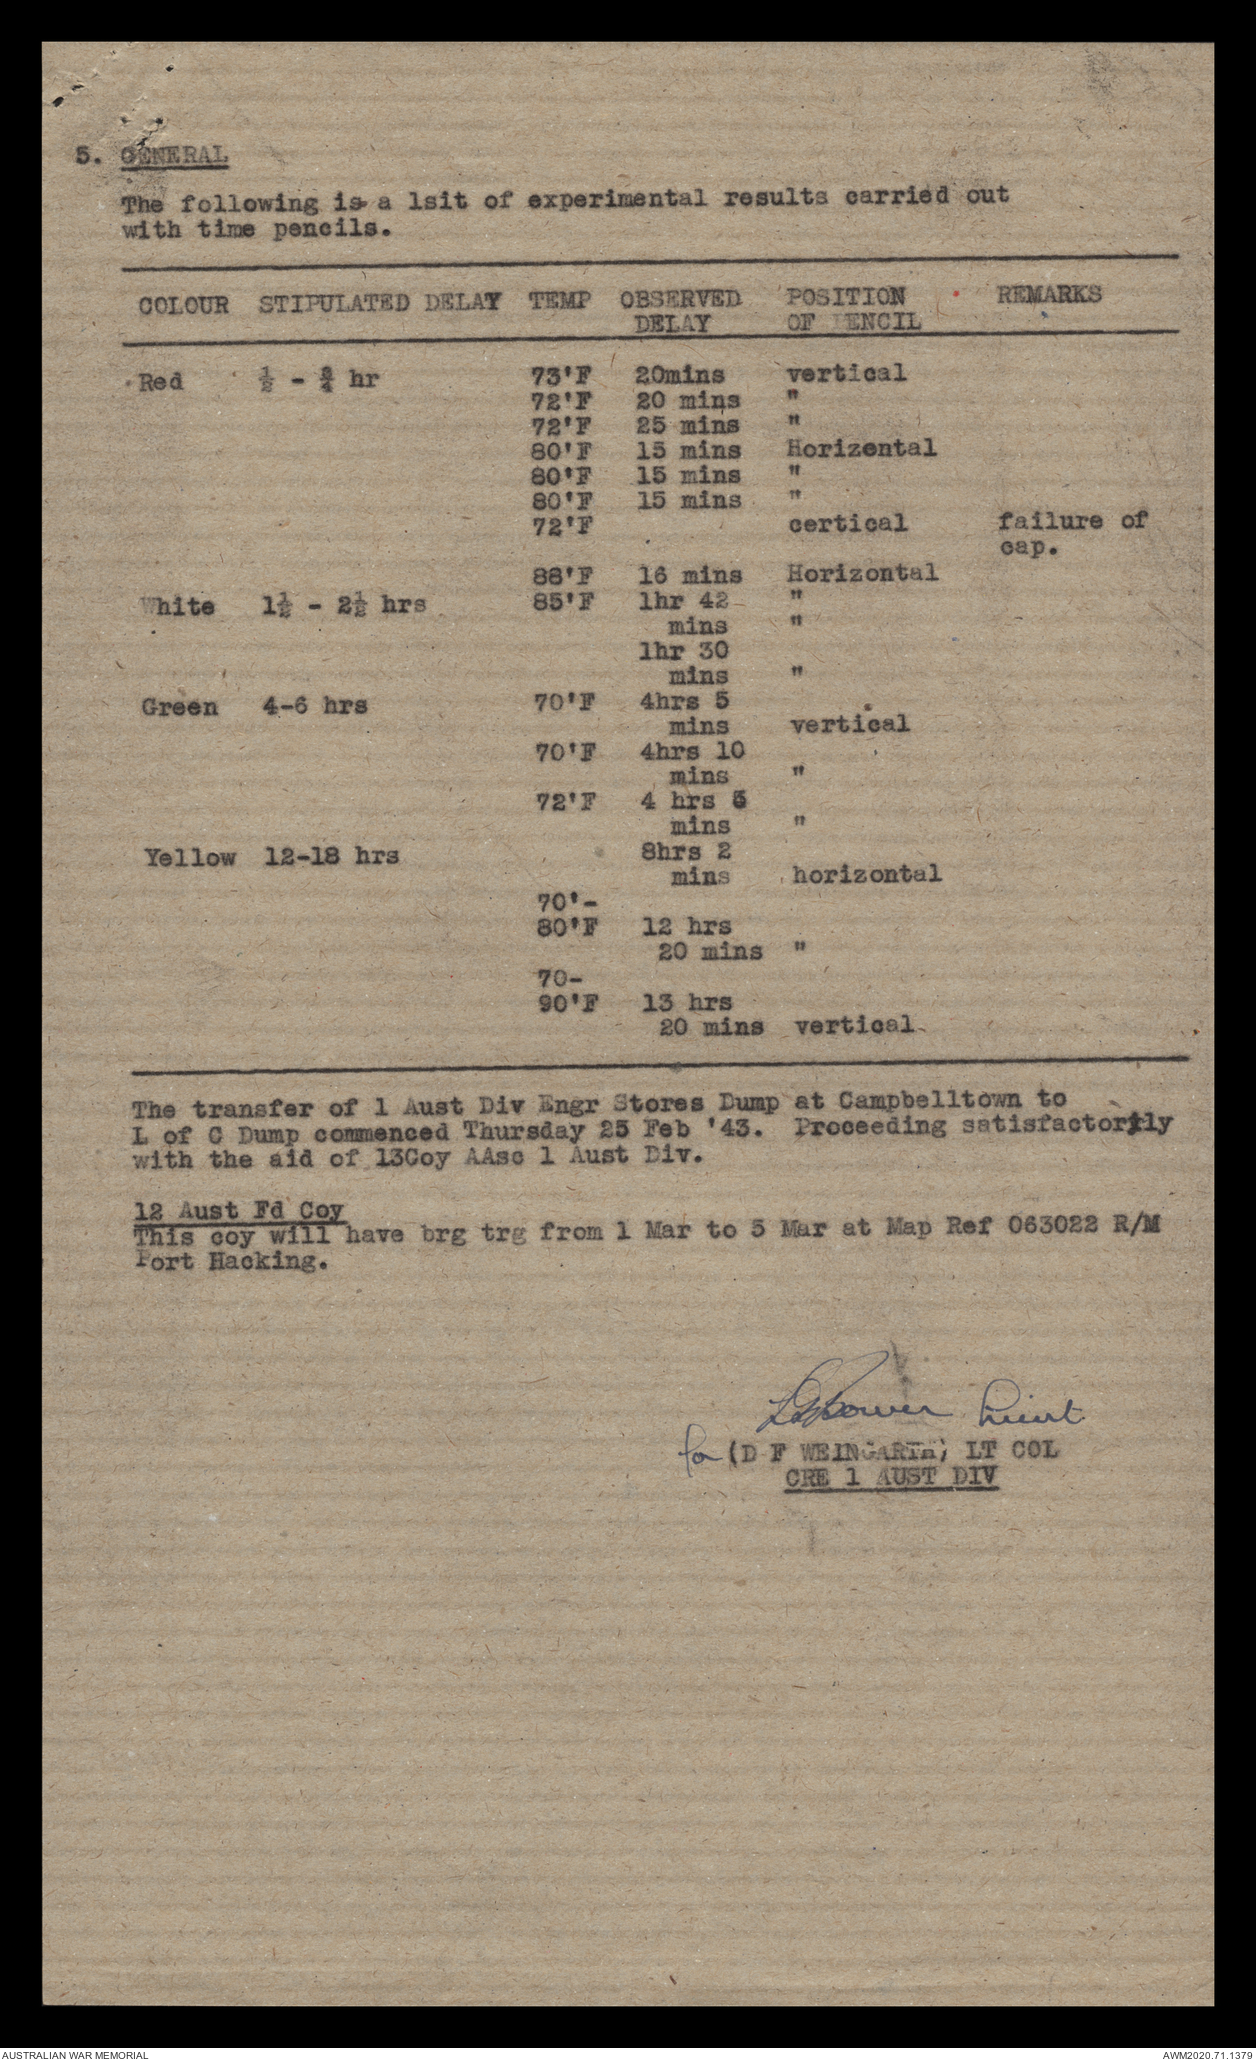 5. GENERAL
The following is a lsit of experimental results carried out
with time pencils.
COLOUR STIPULATED DELAY TEMP OBSERVED POSITION REMARKS
DELAY OF PENCIL
Red ½ - ¾ hr 73'F 20mins vertical
72'F 20 mins "
72'F 25 mins "
80'F 15 mins Horizontal
80'F 15 mins "
80'F 15 mins "
72'F certical failure of
cap.
88'F 16 mins Horizontal
White 1½ - 2½ hrs 85'F 1hr 42 "
mins "
1hr 30
mins "
Green 4-6 hrs 70'F 4hrs 5
mins vertical
70'F 4hrs 10
mins "
72'F 4 hrs 5
mins "
Yellow 12-18 hrs 8hrs 2
mins horizontal
70'-
80'F 12 hrs
20 mins "
70-
90'F 13 hrs
20 mins vertical
The transfer of 1 Aust Div Engr Stores Dump at Campbelltown to
L of C Dump commenced Thursday 25 Feb '43. Proceeding satisfactorily
with the aid of 13Coy AAsc 1 Aust Div.
12 Aust Fd Coy
This coy will have brg trg from 1 Mar to 5 Mar at Map Ref 063022 R/M
Port Hacking.
Bower Lieut
for (D F WEINGARTH) LT COL
CRE 1 AUST DIV
AUSTRALIAN WAR MEMORIAL AWM2020.71.1379